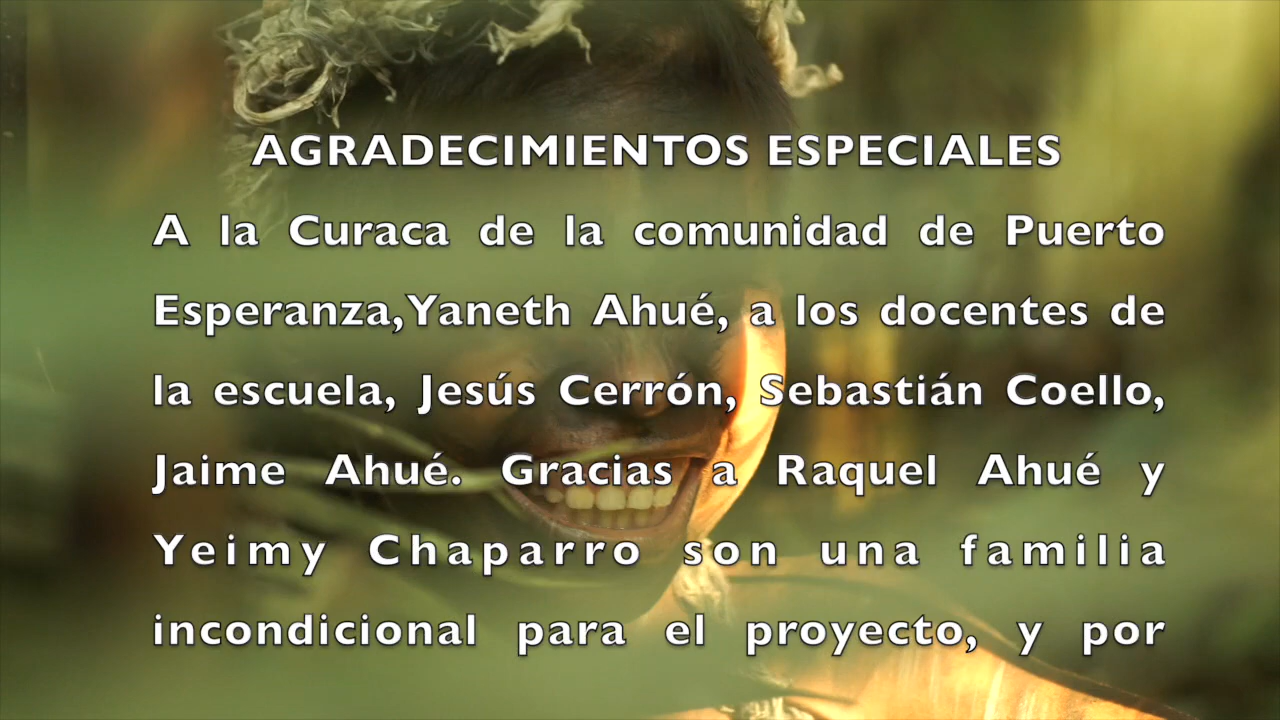 AGRADECIMIENTOS ESPECIALES
A la Curaca de la comunidad de Puerto
Esperanza, Yaneth Ahué, a los docentes de
la escuela, Jesús Cerrón, Sebastián Coello,
Jaime Ahué. Gracias a Raquel Ahué y
Yeimy Chaparro son una familia
incondicional para el proyecto, y por